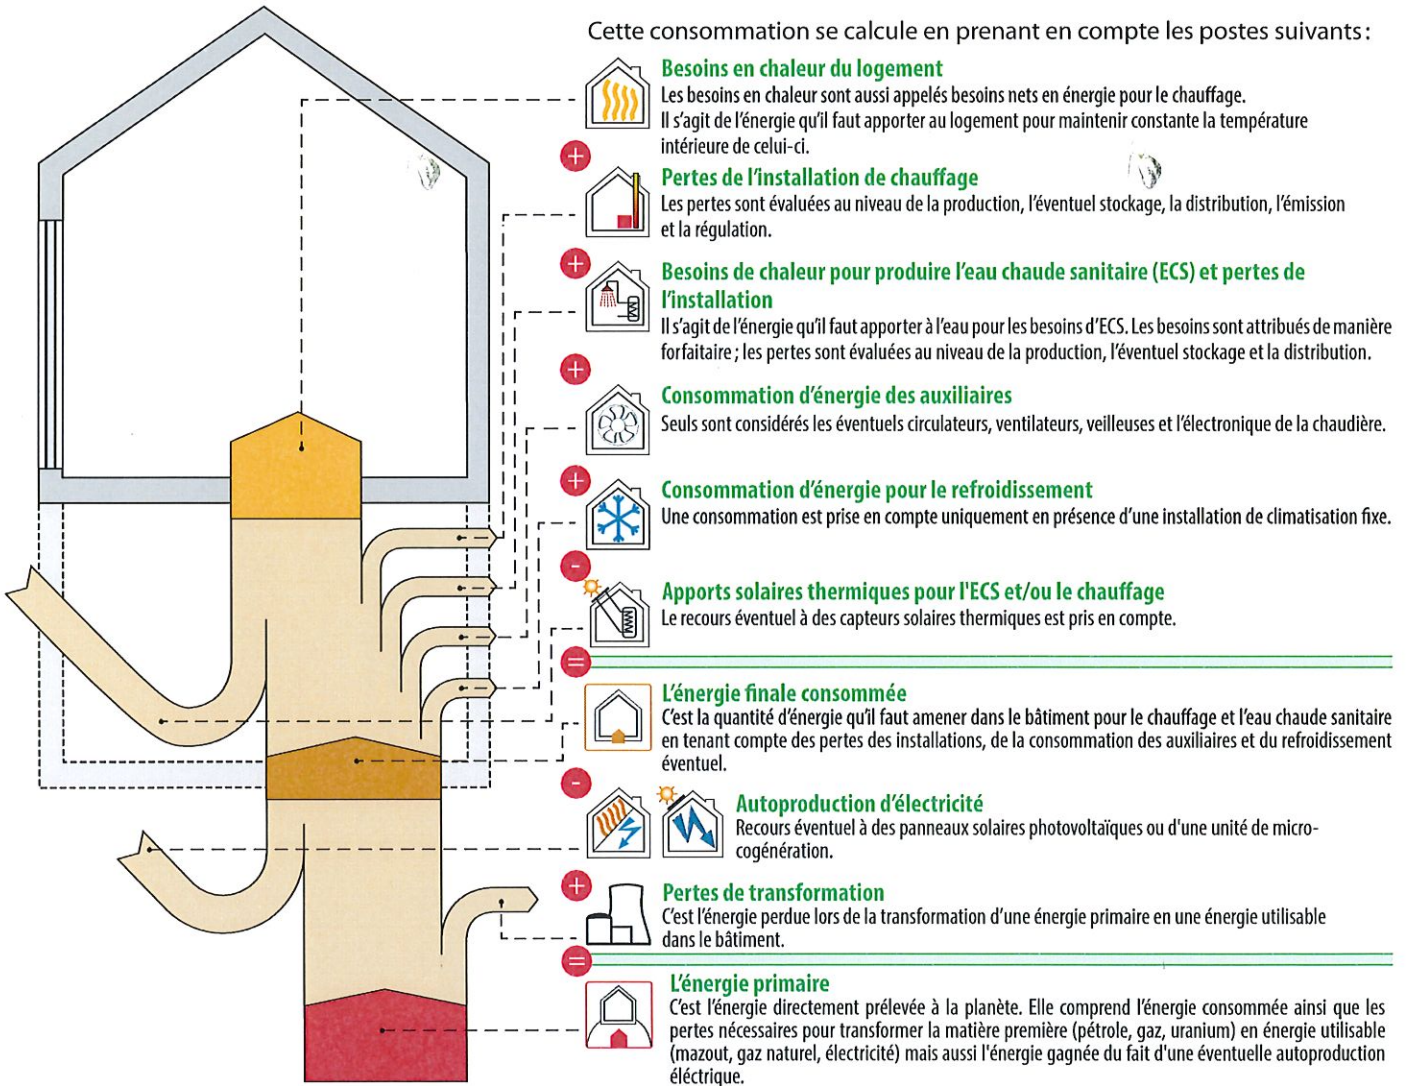 Cette consommation se calcule en prenant en compte les postes suivants :
Besoins en chaleur du logement
Les besoins en chaleur sont aussi appelés besoins nets en énergie pour le chauffage.
Il s'agit de l'énergie qu'il faut apporter au logement pour maintenir constante la température
intérieure de celui-ci.
+
Pertes de l'installation de chauffage
Les pertes sont évaluées au niveau de la production, l'éventuel stockage, la distribution, l'émission
et la régulation.
+
Besoins de chaleur pour produire l'eau chaude sanitaire (ECS) et pertes de
l'installation
Il s'agit de l'énergie qu'il faut apporter à l'eau pour les besoins d'ECS. Les besoins sont attribués de manière
forfaitaire ; les pertes sont évaluées au niveau de la production, l'éventuel stockage et la distribution.
+
Consommation d'énergie des auxiliaires
Seuls sont considérés les éventuels circulateurs, ventilateurs, veilleuses et l'électronique de la chaudière.
+
Consommation d'énergie pour le refroidissement
Une consommation est prise en compte uniquement en présence d'une installation de climatisation fixe.
-
Apports solaires thermiques pour l'ECS et/ou le chauffage
Le recours éventuel à des capteurs solaires thermiques est pris en compte.
=
L'énergie finale consommée
C'est la quantité d'énergie qu'il faut amener dans le bâtiment pour le chauffage et l'eau chaude sanitaire
en tenant compte des pertes des installations, de la consommation des auxiliaires et du refroidissement
éventuel.
-
Autoproduction d'électricité
Recours éventuel à des panneaux solaires photovoltaïques ou d'une unité de micro-
cogénération.
+
Pertes de transformation
C'est l'énergie perdue lors de la transformation d'une énergie primaire en une énergie utilisable
dans le bâtiment.
=
L'énergie primaire
C'est l'énergie directement prélevée à la planète. Elle comprend l'énergie consommée ainsi que les
pertes nécessaires pour transformer la matière première (pétrole, gaz, uranium) en énergie utilisable
(mazout, gaz naturel, électricité) mais aussi l'énergie gagnée du fait d'une éventuelle autoproduction
éléctrique.